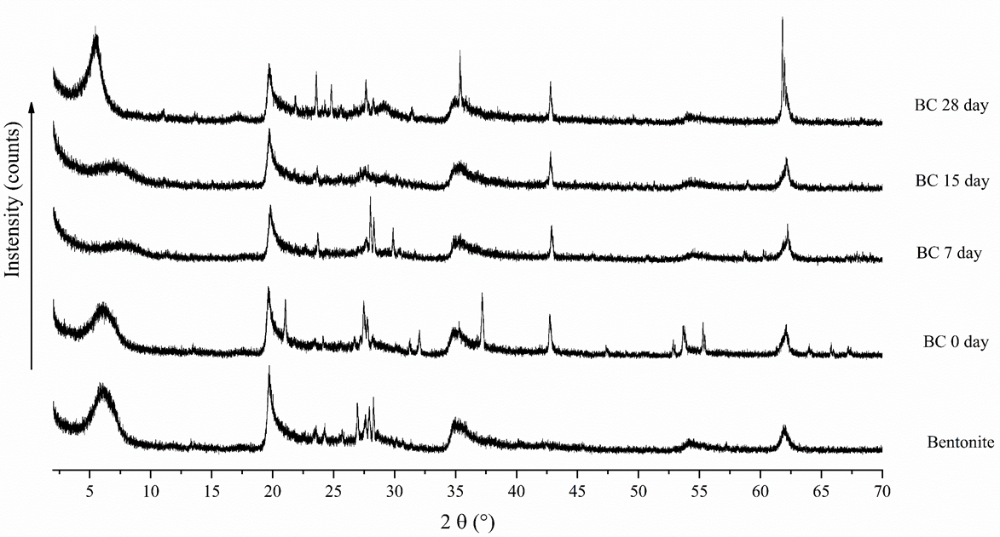 Instensity (counts)
BC 28 day
BC 15 day
BC 7 day
BC 0 day
Bentonite
5 10 15 20 25 30 35 40 45 50 55 60 65 70
2 θ (°)